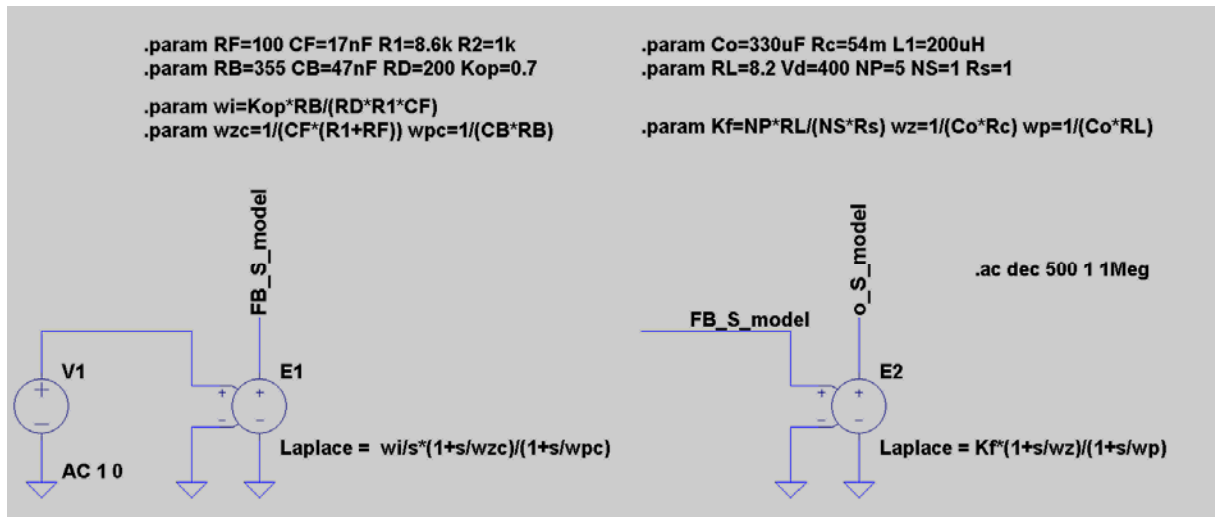 .param RF=100 CF=17nF R1=8.6k R2=1k
.param RB=355 CB=47nF RD=200 Kop=0.7
.param wi=Kop*RB/(RD*R1*CF)
.param wzc=1/(CF*(R1+RF)) wpc=1/(CB*RB)
.param Co=330uF Rc=54m L1=200uH
.param RL=8.2 Vd=400 NP=5 NS=1 Rs=1
.param Kf=NP*RL/(NS*Rs) wz=1/(Co*Rc) wp=1/(Co*RL)
FB_S_model
V1
E1
AC 1 0
Laplace = wi/s*(1+s/wzc)/(1+s/wpc)
o_S_model
.ac dec 500 1 1Meg
FB_S_model
E2
Laplace = Kf*(1+s/wz)/(1+s/wp)